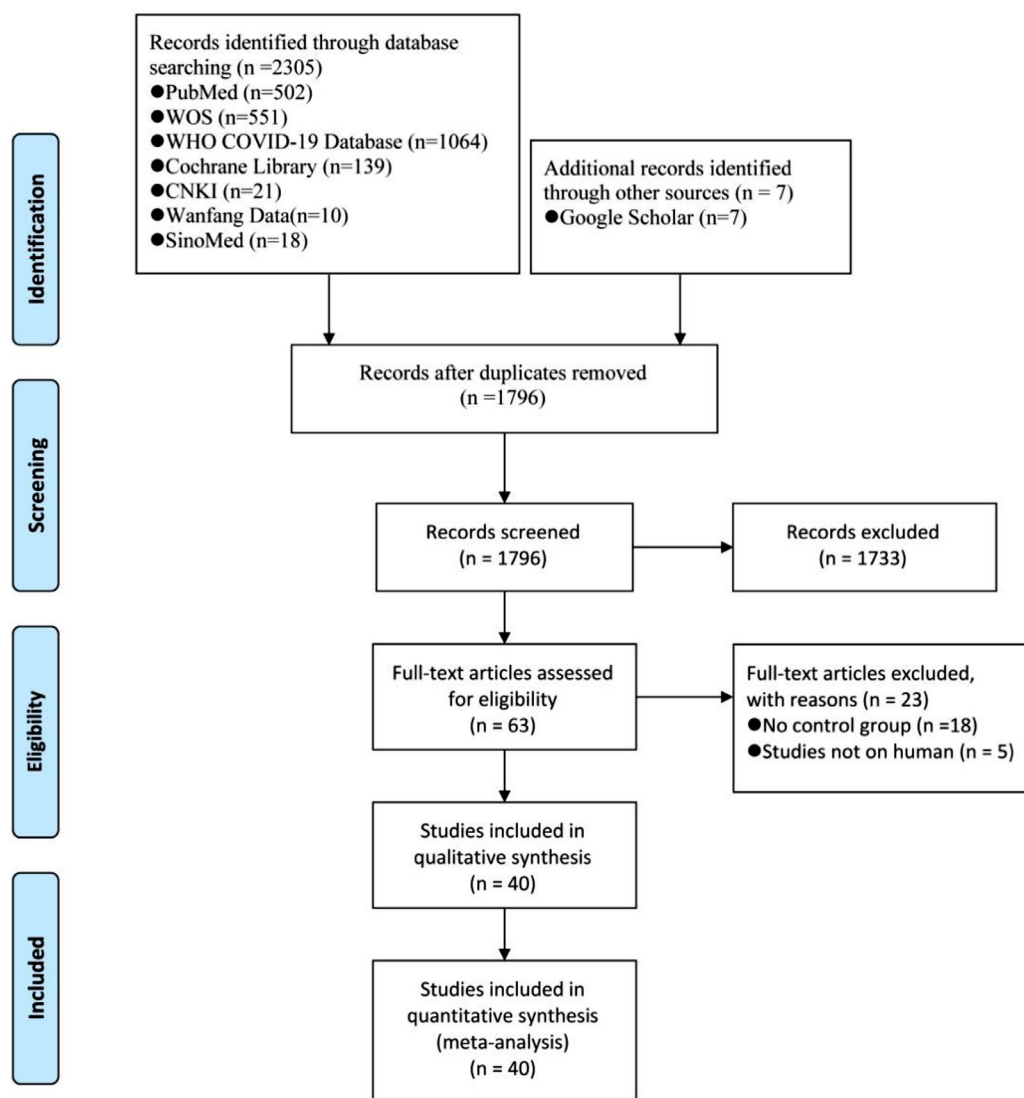 Records identified through database
searching (n =2305)
●PubMed (n=502)
●WOS (n=551)
●WHO COVID-19 Database (n=1064)
●Cochrane Library (n=139)
●CNKI (n=21)
●Wanfang Data(n=10)
●SinoMed (n=18)
Additional records identified
through other sources (n = 7)
●Google Scholar (n=7)
Identification
Records after duplicates removed
(n =1796)
Screening
Records screened
(n = 1796)
Records excluded
(n = 1733)
Eligibility
Full-text articles assessed
for eligibility
(n = 63)
Full-text articles excluded,
with reasons (n = 23)
●No control group (n =18)
●Studies not on human (n = 5)
Studies included in
qualitative synthesis
(n = 40)
Included
Studies included in
quantitative synthesis
(meta-analysis)
(n = 40)